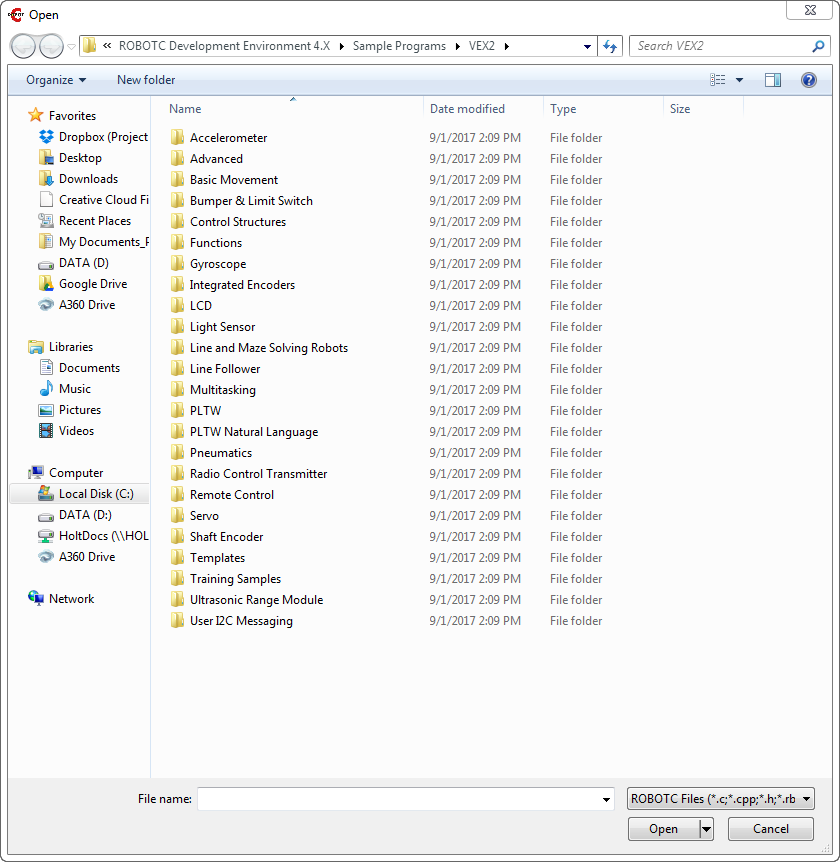 Open
« ROBOTC Development Environment 4.X Sample Programs VEX2 Search VEX2
Organize New folder
Name Date modified Type Size
Favorites
Dropbox (Project
Desktop
Downloads
Creative Cloud Fi
Recent Places
My Documents_F
DATA (D)
Google Drive
A360 Drive
Libraries
Documents
Music
Pictures
Videos
Computer
Local Disk (C:)
DATA (D:)
HoltDocs (\\HOL
A360 Drive
Network
Accelerometer 9/1/2017 2:09 PM File folder
Advanced 9/1/2017 2:09 PM File folder
Basic Movement 9/1/2017 2:09 PM File folder
Bumper & Limit Switch 9/1/2017 2:09 PM File folder
Control Structures 9/1/2017 2:09 PM File folder
Functions 9/1/2017 2:09 PM File folder
Gyroscope 9/1/2017 2:09 PM File folder
Integrated Encoders 9/1/2017 2:09 PM File folder
LCD 9/1/2017 2:09 PM File folder
Light Sensor 9/1/2017 2:09 PM File folder
Line and Maze Solving Robots 9/1/2017 2:09 PM File folder
Line Follower 9/1/2017 2:09 PM File folder
Multitasking 9/1/2017 2:09 PM File folder
PLTW 9/1/2017 2:09 PM File folder
PLTW Natural Language 9/1/2017 2:09 PM File folder
Pneumatics 9/1/2017 2:09 PM File folder
Radio Control Transmitter 9/1/2017 2:09 PM File folder
Remote Control 9/1/2017 2:09 PM File folder
Servo 9/1/2017 2:09 PM File folder
Shaft Encoder 9/1/2017 2:09 PM File folder
Templates 9/1/2017 2:09 PM File folder
Training Samples 9/1/2017 2:09 PM File folder
Ultrasonic Range Module 9/1/2017 2:09 PM File folder
User I2C Messaging 9/1/2017 2:09 PM File folder
File name: ROBOTC Files (*.c;*.cpp;*.h;*.rb
Open Cancel